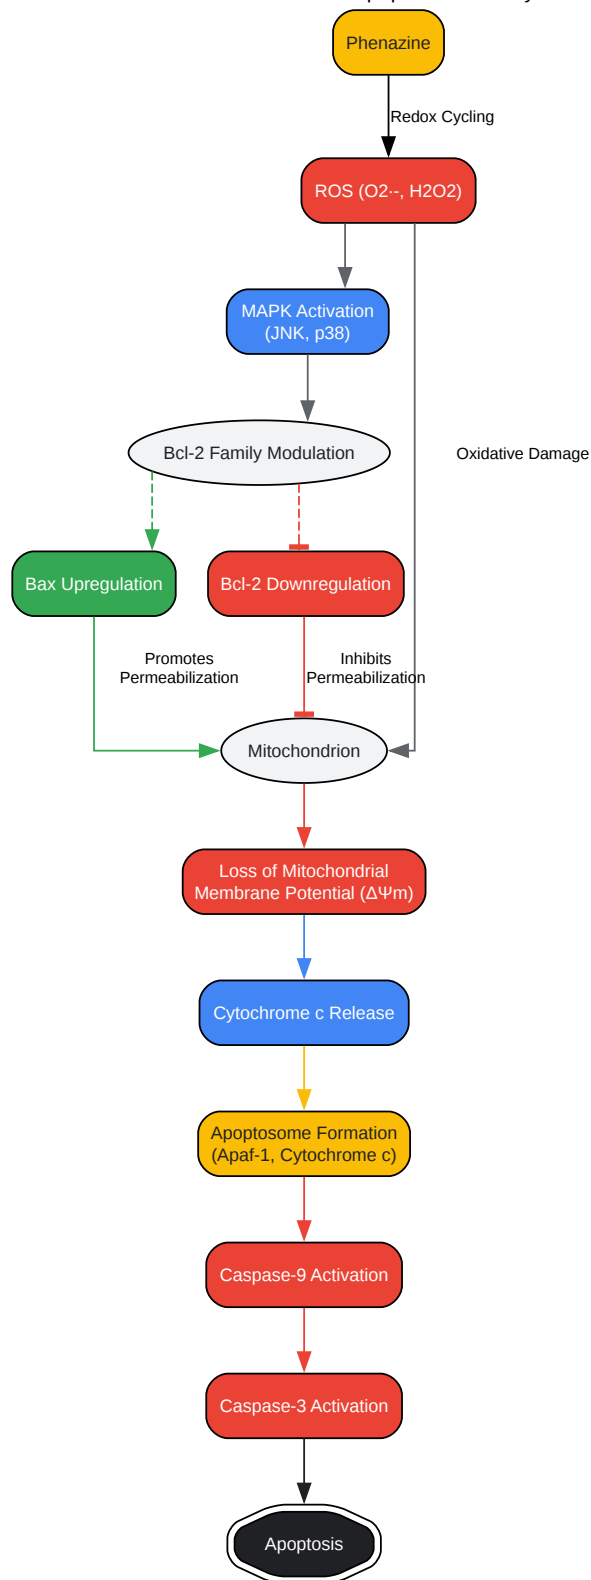 Phenazine
Redox Cycling
ROS (O2·-, H2O2)
MAPK Activation
(JNK, p38)
Bcl-2 Family Modulation
Oxidative Damage
Bax Upregulation
Bcl-2 Downregulation
Promotes
Permeabilization
Inhibits
Permeabilization
Mitochondrion
Loss of Mitochondrial
Membrane Potential (ΔΨm)
Cytochrome c Release
Apoptosome Formation
(Apaf-1, Cytochrome c)
Caspase-9 Activation
Caspase-3 Activation
Apoptosis